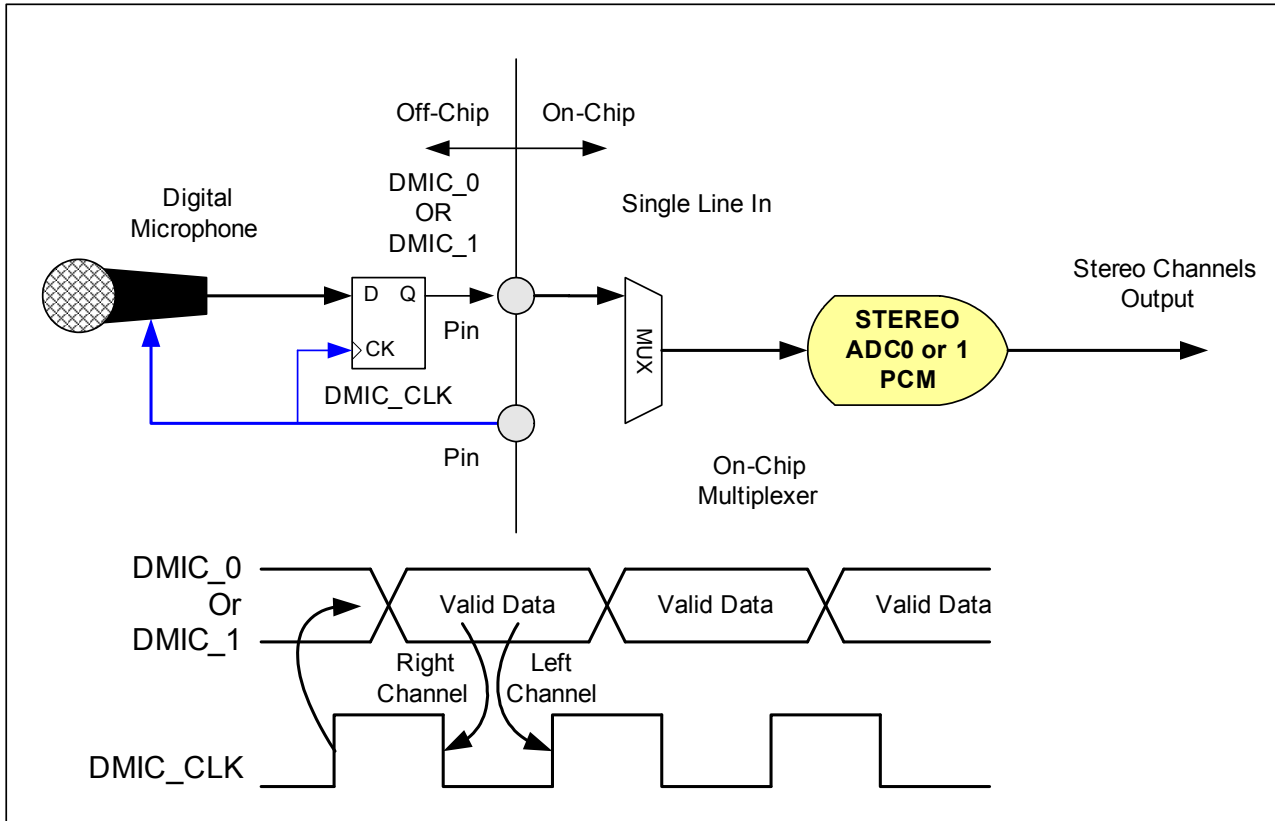 Off-Chip
On-Chip
DMIC_0
OR
DMIC_1
Single Line In
Digital
Microphone
Stereo Channels
Output
D Q
CK
Pin
MUX
STEREO
ADC0 or 1
PCM
DMIC_CLK
Pin
On-Chip
Multiplexer
DMIC_0
Or
DMIC_1
Valid Data
Valid Data
Valid Data
Right
Channel
Left
Channel
DMIC_CLK